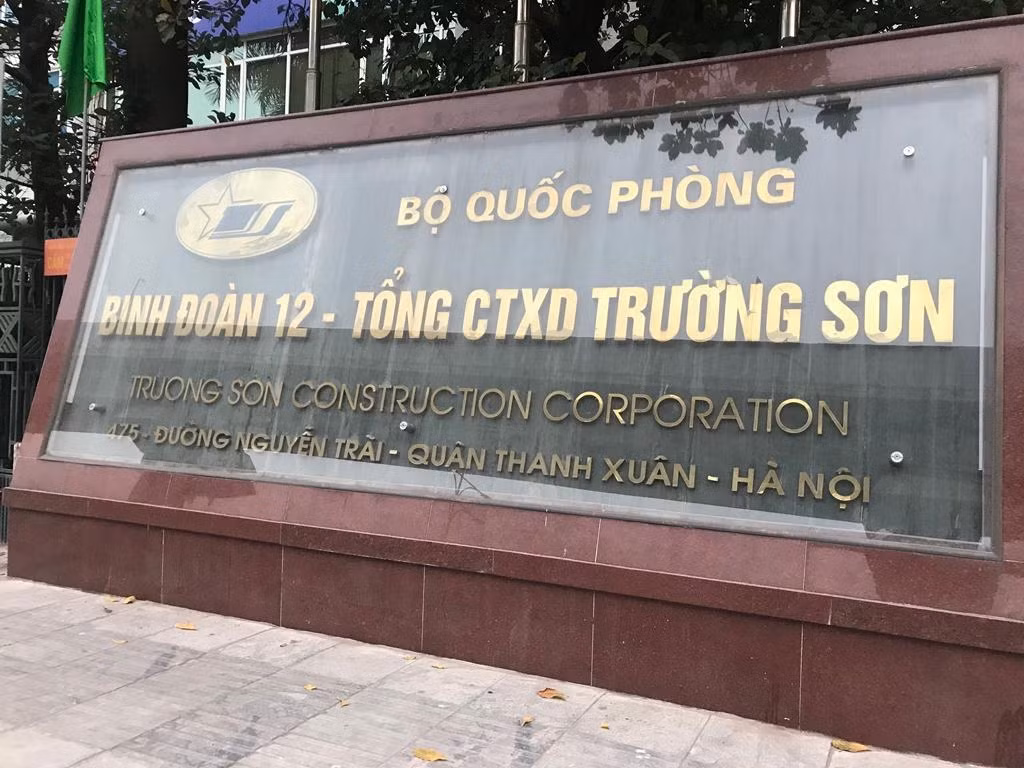 BỘ QUỐC PHÒNG
BINH ĐOÀN 12 - TỔNG CTXD TRƯỜNG SƠN
TRUONG SON CONSTRUCTION CORPORATION
475 - ĐƯỜNG NGUYỄN TRÃI - QUẬN THANH XUÂN - HÀ NỘI